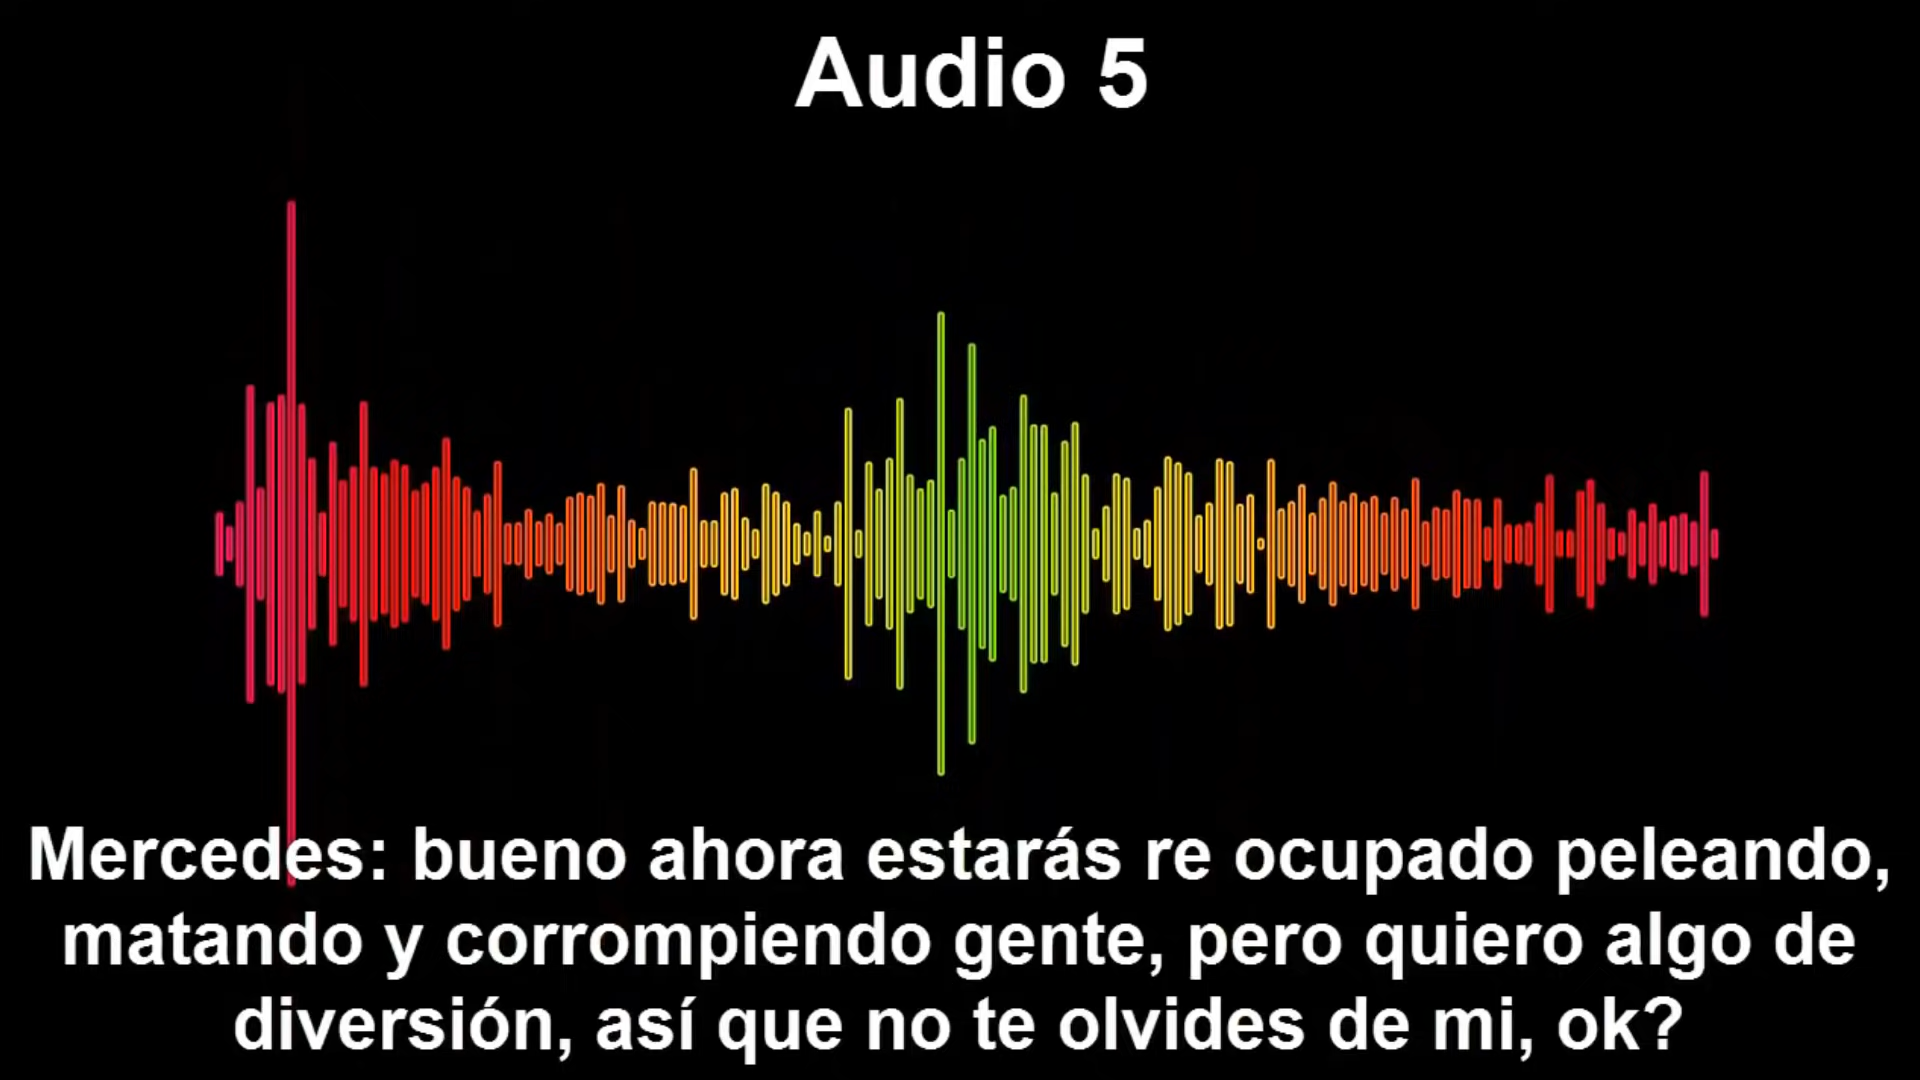 Audio 5
Mercedes: bueno ahora estarás re ocupado peleando,
matando y corrompiendo gente, pero quiero algo de
diversión, así que no te olvides de mi, ok?